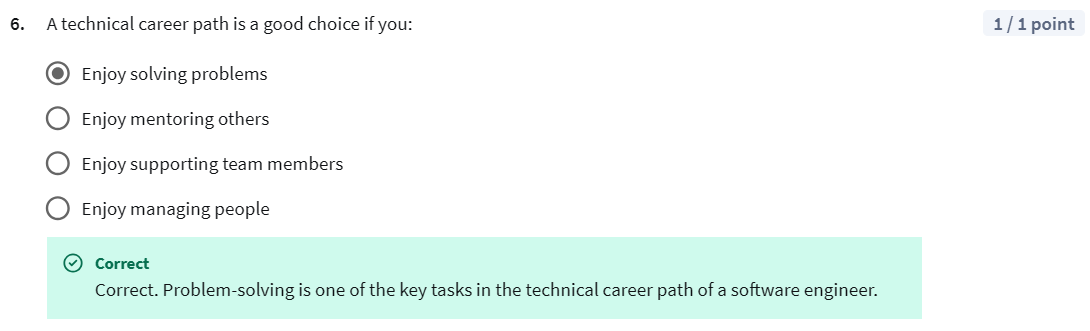 6. A technical career path is a good choice if you:
1 / 1 point
Enjoy solving problems
Enjoy mentoring others
Enjoy supporting team members
Enjoy managing people
Correct
Correct. Problem-solving is one of the key tasks in the technical career path of a software engineer.